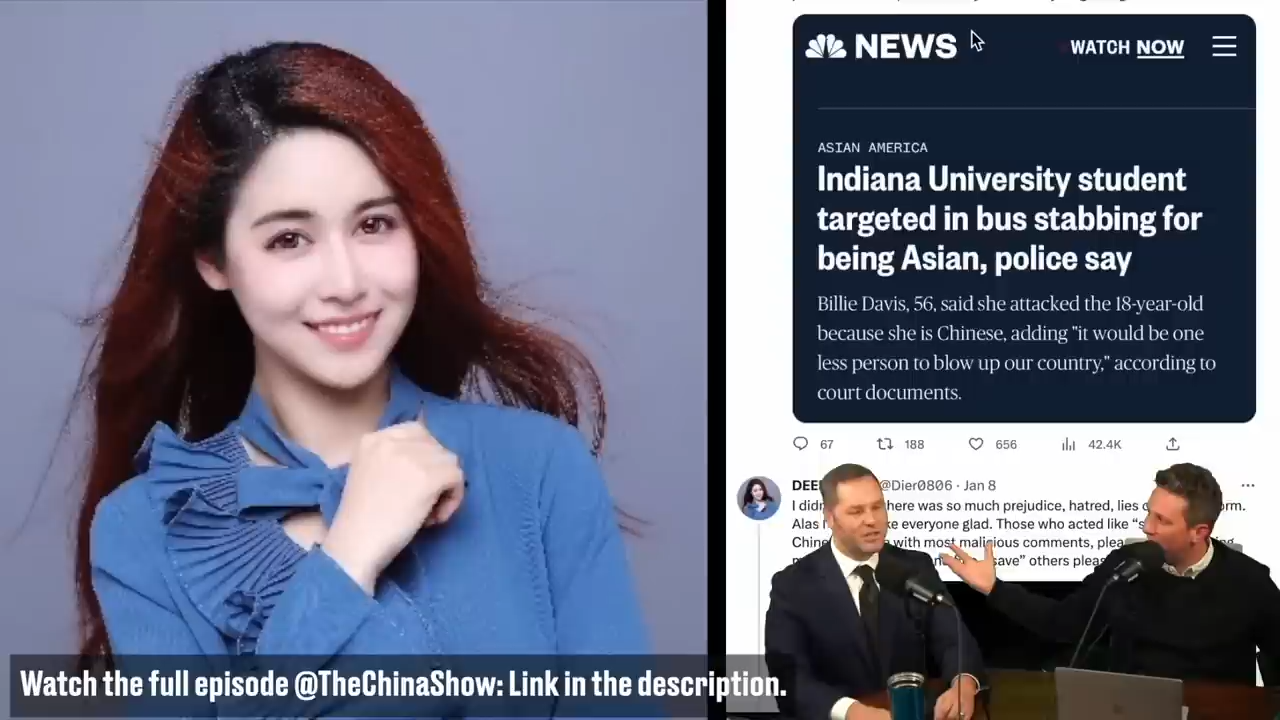 NEWS
WATCH NOW
ASIAN AMERICA
Indiana University student
targeted in bus stabbing for
being Asian, police say
Billie Davis, 56, said she attacked the 18-year-old
because she is Chinese, adding "it would be one
less person to blow up our country," according to
court documents.
67 188 656 42.4K
@Dier0806 · Jan 8
here was so much prejudice, hatred, lies
Alas everyone glad. Those who acted like
with most malicious comments,
save" others
Watch the full episode @TheChinaShow: Link in the description.